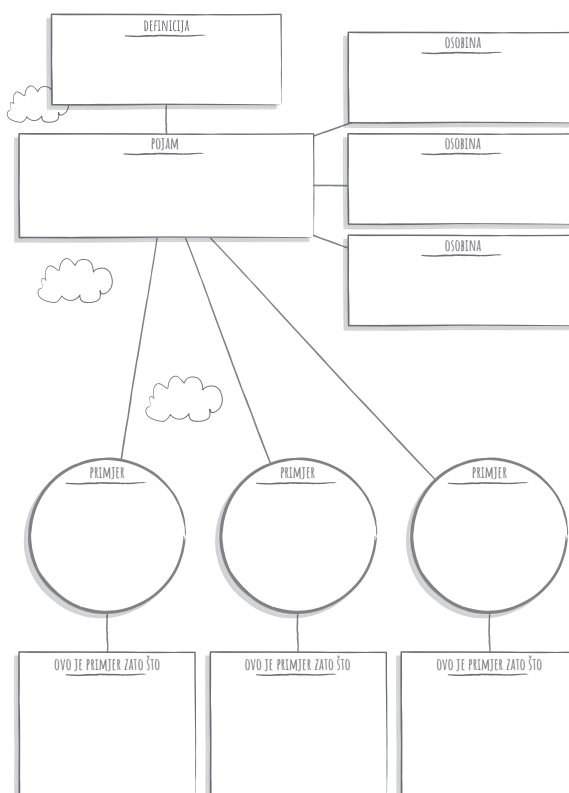 DEFINICIJA
OSOBINA
POJAM
OSOBINA
OSOBINA
PRIMJER
PRIMJER
PRIMJER
OVO JE PRIMJER ZATO ŠTO
OVO JE PRIMJER ZATO ŠTO
OVO JE PRIMJER ZATO ŠTO